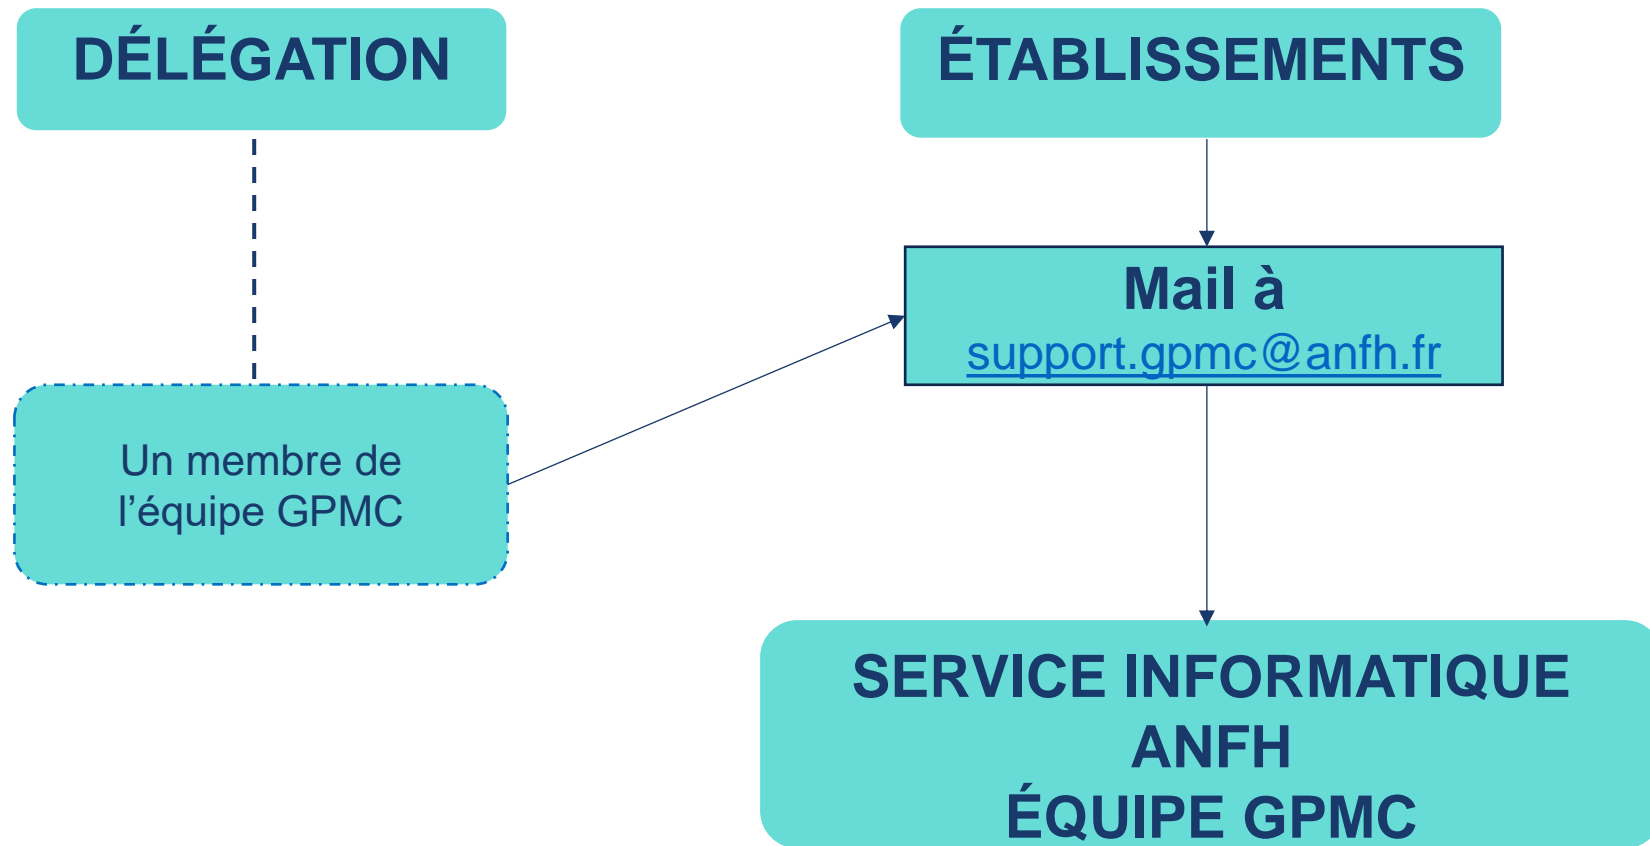 DÉLÉGATION
ÉTABLISSEMENTS
Mail à
support.gpmc@anfh.fr
Un membre de
l’équipe GPMC
SERVICE INFORMATIQUE
ANFH
ÉQUIPE GPMC